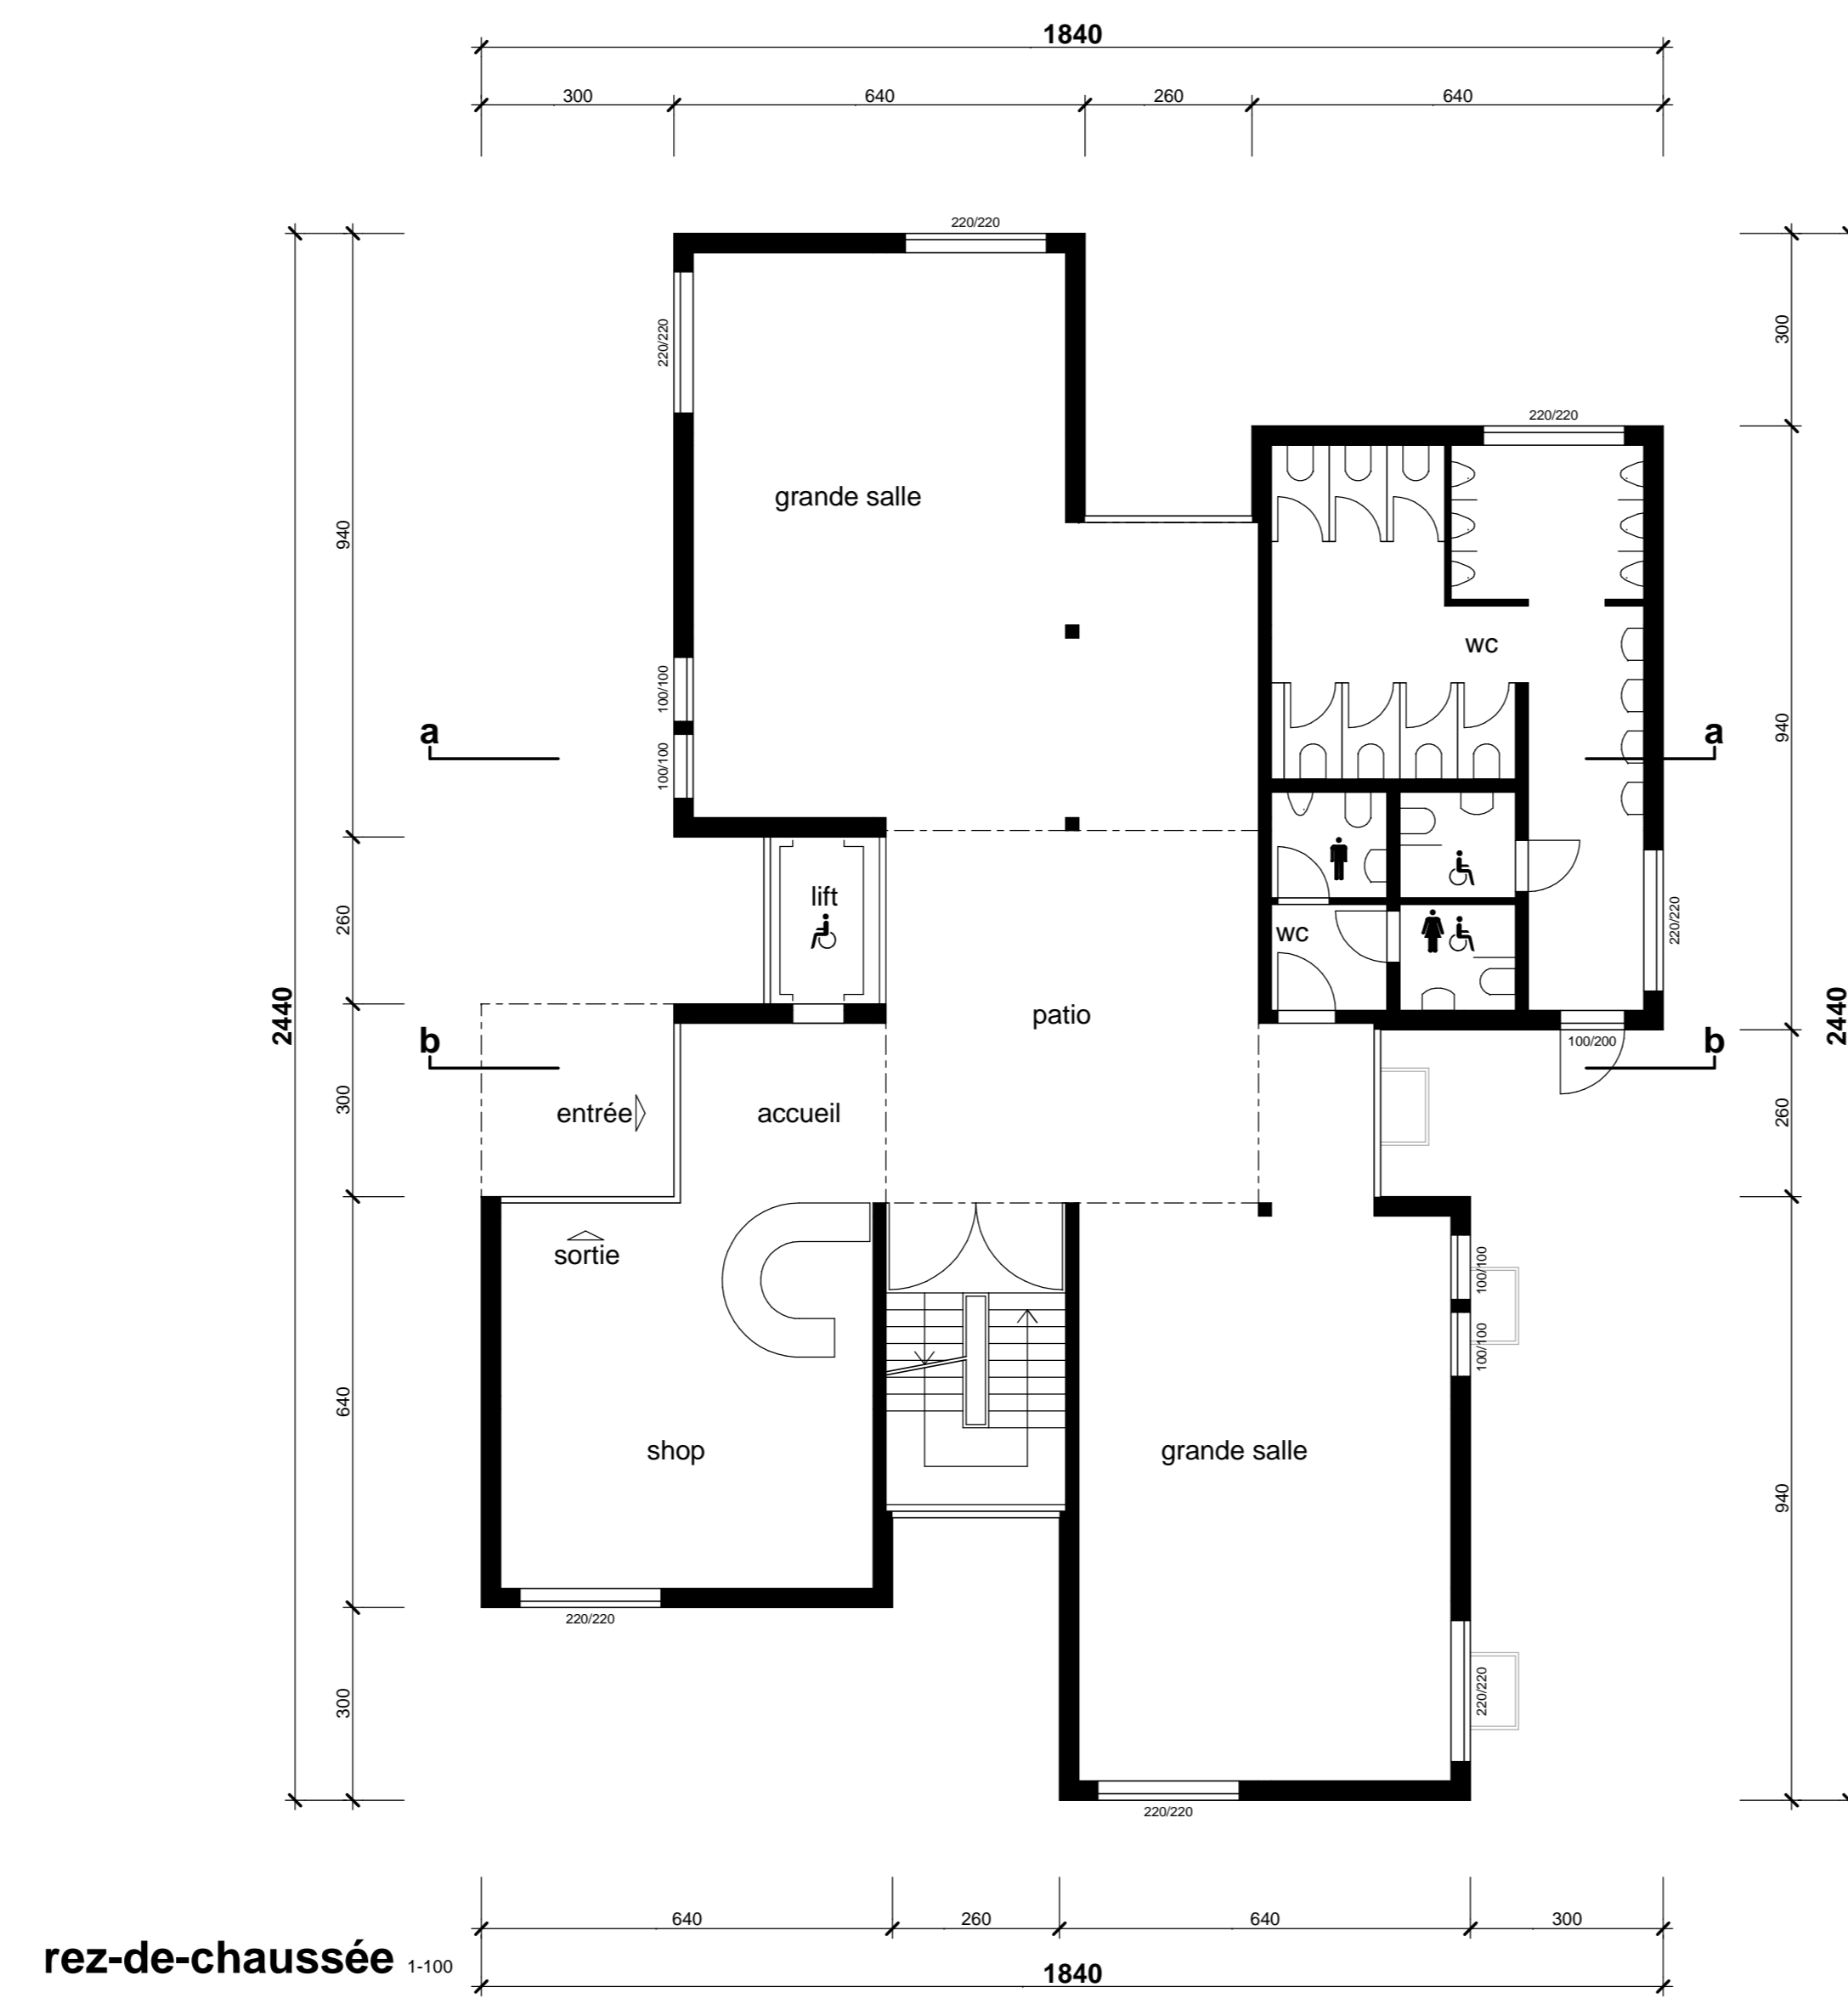 1840
300 640 260 640
220/220
220/220
300
220/220
grande salle
940
wc
100/100
a a
940
100/100
lift
260
wc
220/220
2440 patio 2440
b 100/200 b
300 entrée accueil 260
sortie
100/100
100/100
640
shop grande salle
940
220/220
300
220/220
220/220
640 260 640 300
rez-de-chaussée 1-100
1840